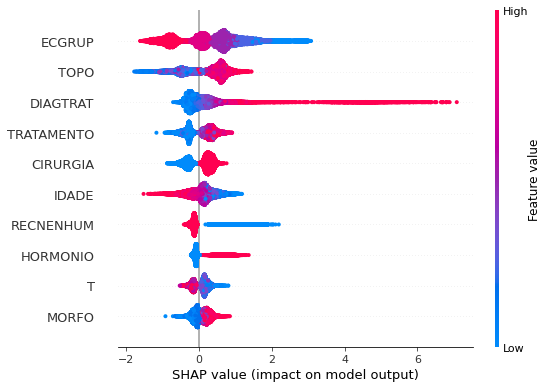 High
ECGRUP
TOPO
DIAGTRAT
TRATAMENTO
CIRURGIA
IDADE
RECNENHUM
HORMONIO
T
MORFO
Feature value
Low
−2 0 2 4 6
SHAP value (impact on model output)